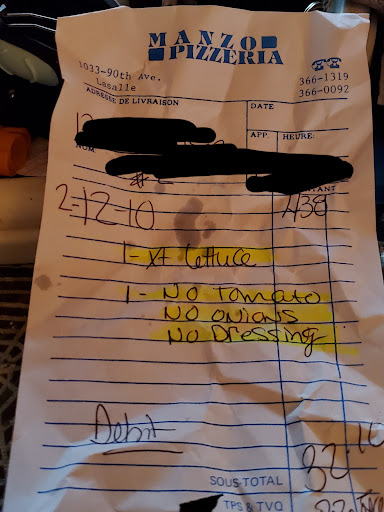 MANZO
PIZZERIA
1033-90th Ave.
Lasalle
366-1319
366-0092
ADRESSE DE LIVRAISON
DATE
APP.
HEURE:
NOM
2-12-10
438
1- xt lettuce
1- NO Tomato
NO ONIONS
NO Dressing
Debit
SOUS-TOTAL
TPS & TVQ